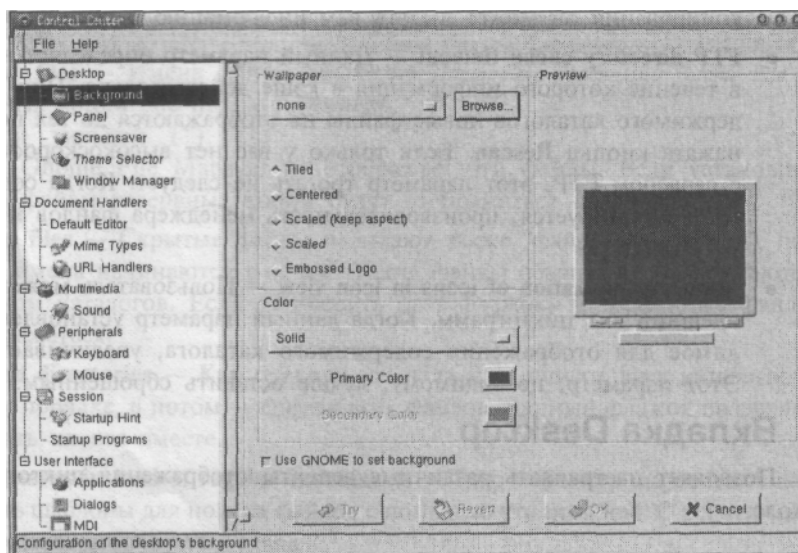 Control Center
File Help
Desktop
Background
Panel
Screensaver
Theme Selector
Window Manager
Document Handlers
Default Editor
Mime Types
URL Handlers
Multimedia
Sound
Peripherals
Keyboard
Mouse
Session
Startup Hint
Startup Programs
User Interface
Applications
Dialogs
MDI
Wallpaper
none
Browse...
Tiled
Centered
Scaled (keep aspect)
Scaled
Embossed Logo
Color
Solid
Primary Color
Secondary Color
Use GNOME to set background
Preview
Try
Revert
OK
Cancel
Configuration of the desktop's background